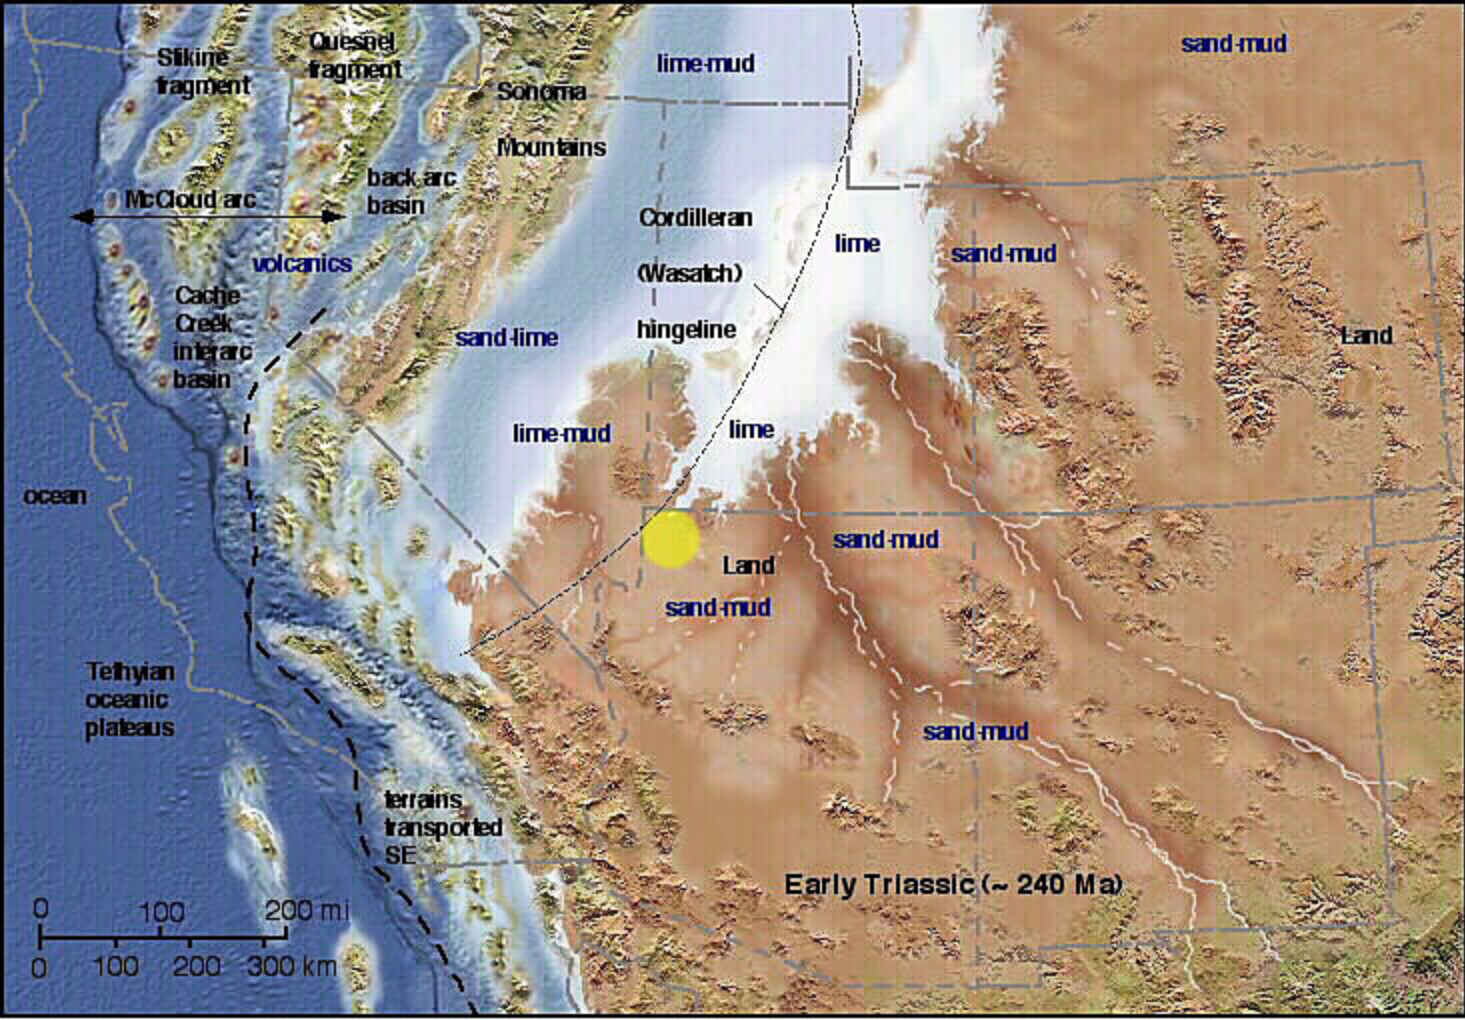 Stikine
fragment
Quesnel
fragment
lime-mud
sand-mud
Sonoma
Mountains
back arc
basin
McCloud arc
volcanics
Cordilleran
(Wasatch)
hingeline
lime
sand-mud
Cache
Creek
interarc
basin
sand-lime
Land
lime-mud
lime
ocean
sand-mud
Land
sand-mud
Tethyian
oceanic
plateaus
sand-mud
terrains
transported
SE
Early Triassic (~ 240 Ma)
0 100 200 mi
0 100 200 300 km